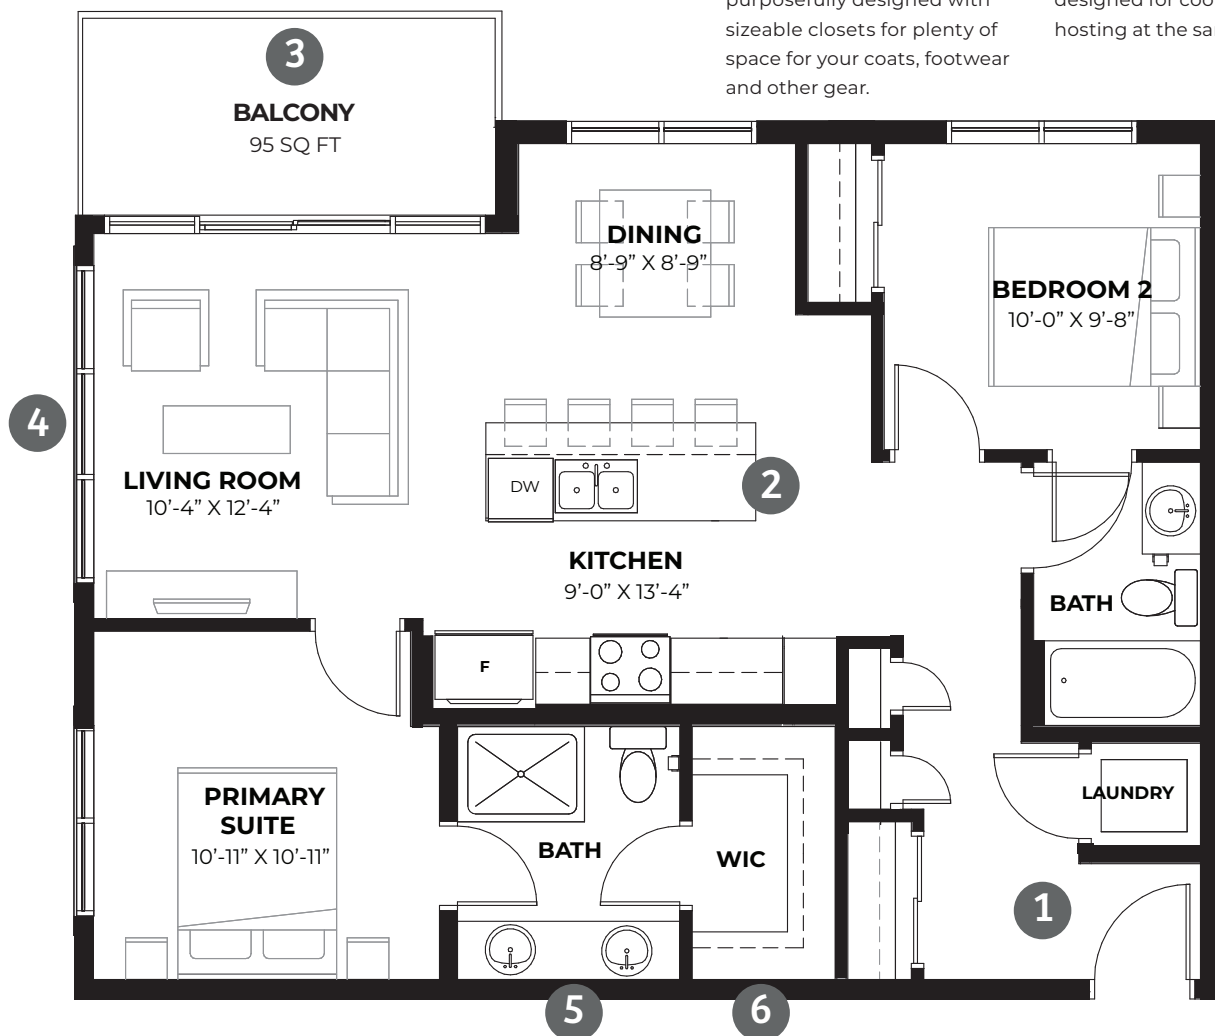 purposefully designed with
sizeable closets for plenty of
space for your coats, footwear
and other gear.
designed for
hosting at the
3
BALCONY
95 SQ FT
DINING
8’-9” X 8’-9”
BEDROOM 2
10’-0” X 9’-8”
4
LIVING ROOM
10’-4” X 12’-4”
DW
2
KITCHEN
9’-0” X 13’-4”
BATH
F
PRIMARY
SUITE
10’-11” X 10’-11”
BATH
WIC
LAUNDRY
1
5
6